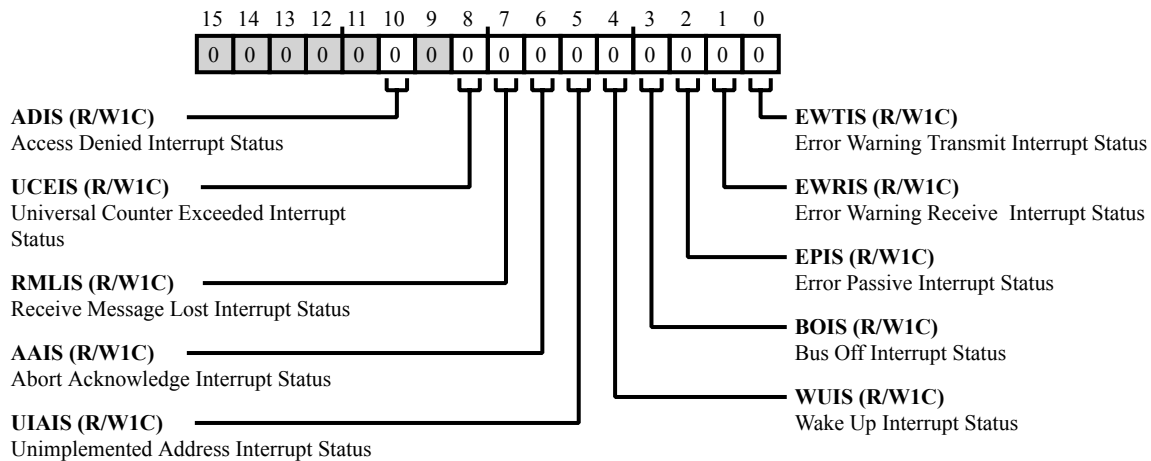 15 14 13 12 11 10 9 8 7 6 5 4 3 2 1 0
0 0 0 0 0 0 0 0 0 0 0 0 0 0 0 0
ADIS (R/W1C)
Access Denied Interrupt Status
UCEIS (R/W1C)
Universal Counter Exceeded Interrupt
Status
RMLIS (R/W1C)
Receive Message Lost Interrupt Status
AAIS (R/W1C)
Abort Acknowledge Interrupt Status
UIAIS (R/W1C)
Unimplemented Address Interrupt Status
EWTIS (R/W1C)
Error Warning Transmit Interrupt Status
EWRIS (R/W1C)
Error Warning Receive Interrupt Status
EPIS (R/W1C)
Error Passive Interrupt Status
BOIS (R/W1C)
Bus Off Interrupt Status
WUIS (R/W1C)
Wake Up Interrupt Status